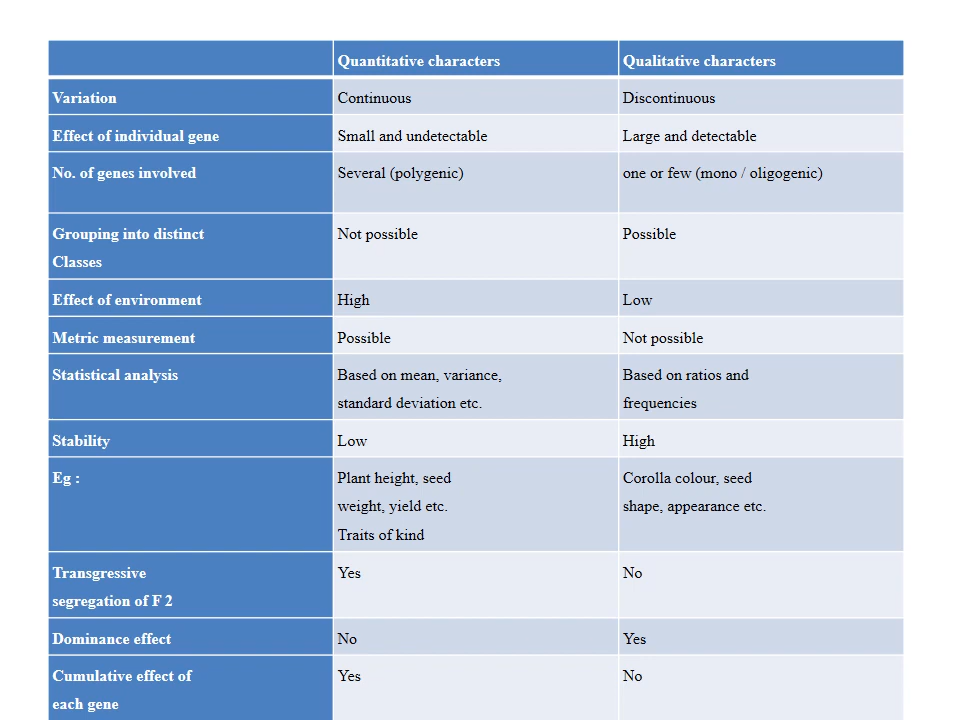 Quantitative characters Qualitative characters
Variation Continuous Discontinuous
Effect of individual gene Small and undetectable Large and detectable
No. of genes involved Several (polygenic) one or few (mono / oligogenic)
Grouping into distinct Not possible Possible
Classes
Effect of environment High Low
Metric measurement Possible Not possible
Statistical analysis Based on mean, variance, Based on ratios and
standard deviation etc. frequencies
Stability Low High
Eg : Plant height, seed Corolla colour, seed
weight, yield etc. shape, appearance etc.
Traits of kind
Transgressive Yes No
segregation of F 2
Dominance effect No Yes
Cumulative effect of Yes No
each gene